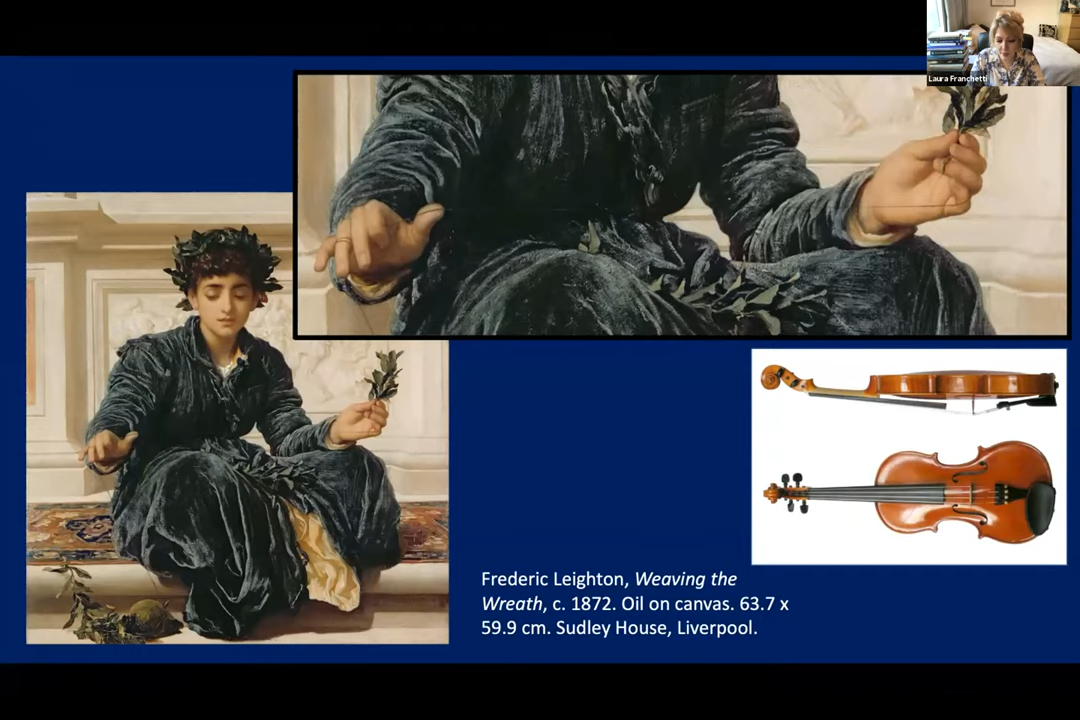 Laura Franchetti
Frederic Leighton, Weaving the
Wreath, c. 1872. Oil on canvas. 63.7 x
59.9 cm. Sudley House, Liverpool.